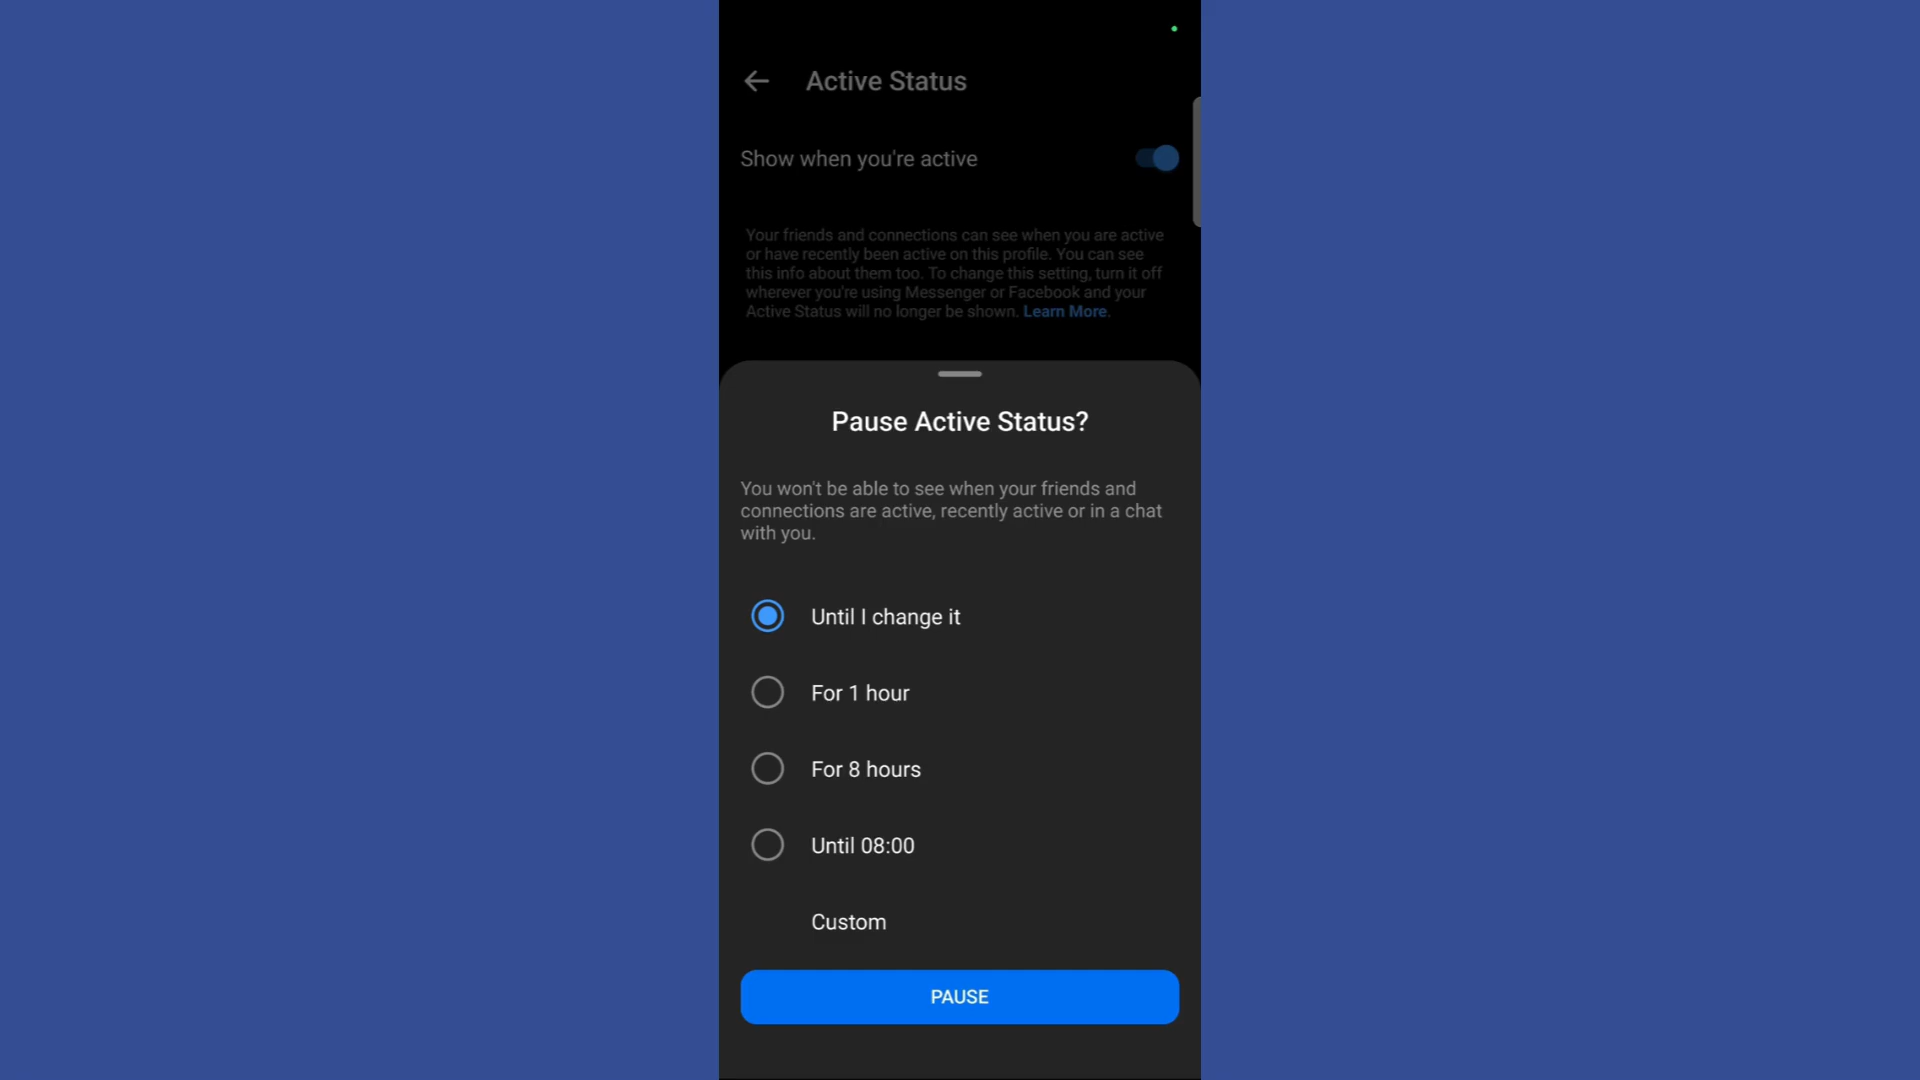 Active Status
Show when you're active
Your friends and connections can see when you are active
or have recently been active on this profile. You can see
this info about them too. To change this setting, turn it off
wherever you're using Messenger or Facebook and your
Active Status will no longer be shown. Learn More.
Pause Active Status?
You won't be able to see when your friends and
connections are active, recently active or in a chat
with you.
Until I change it
For 1 hour
For 8 hours
Until 08:00
Custom
PAUSE